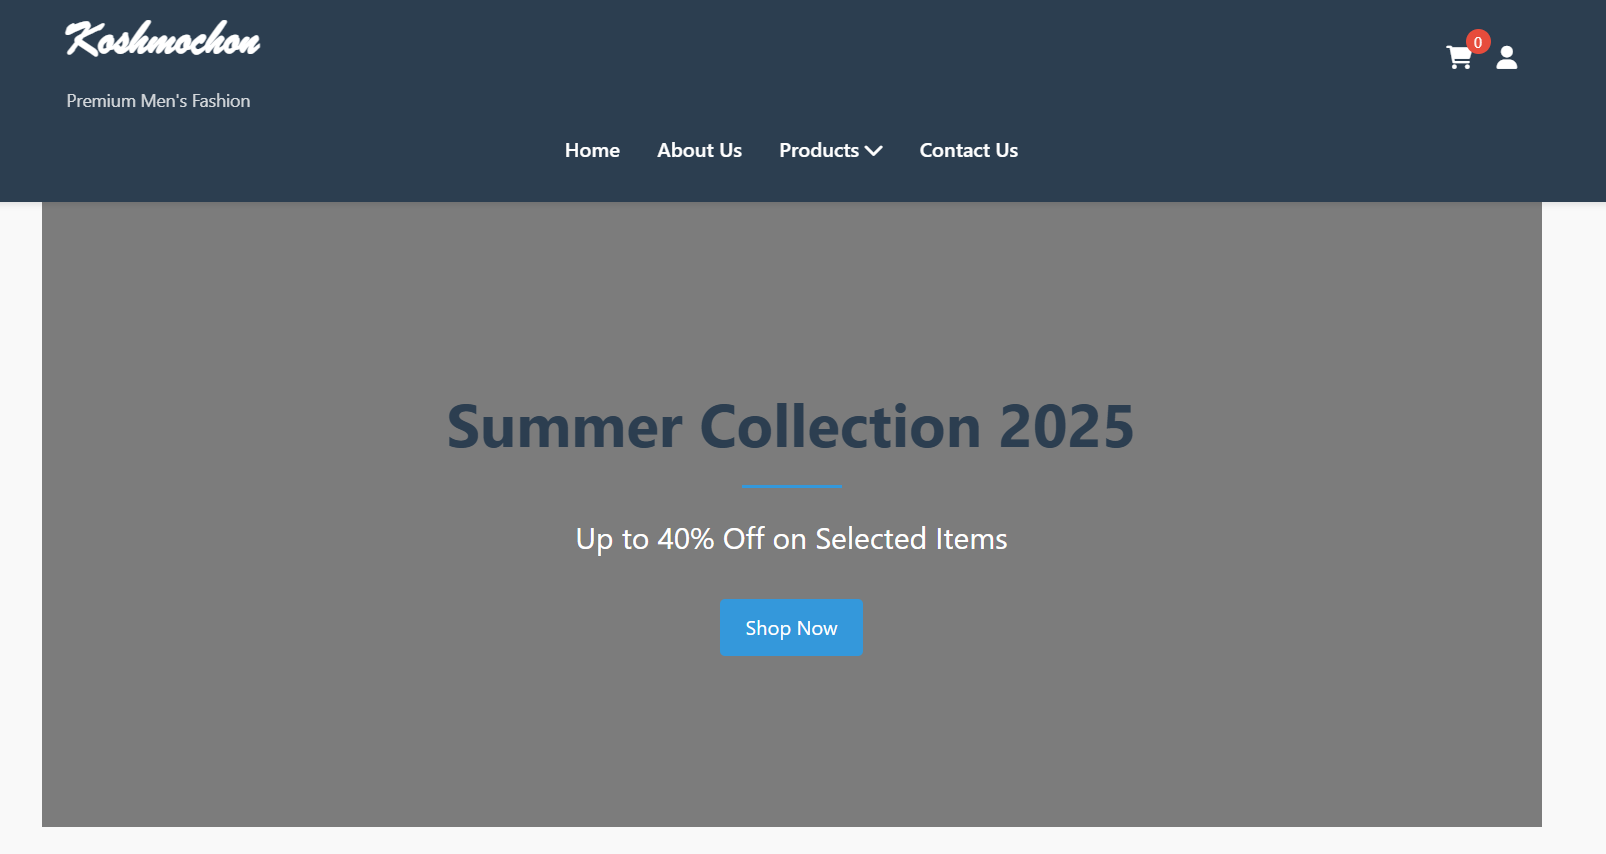 Koshmochon
0
Premium Men's Fashion
Home About Us Products Contact Us
Summer Collection 2025
Up to 40% Off on Selected Items
Shop Now